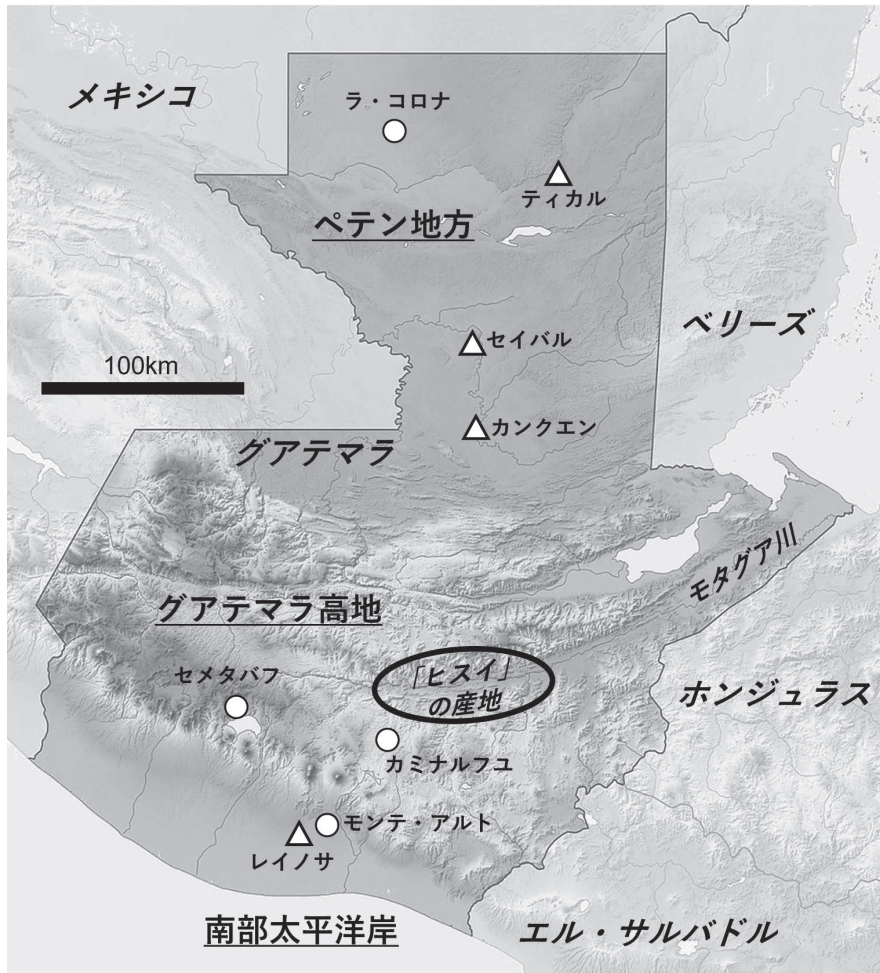 メキシコ
ラ・コロナ
ティカル
ペテン地方
ベリーズ
セイバル
100km
カンクエン
グアテマラ
モタグア川
グアテマラ高地
「ヒスイ」
の産地
セメタバフ
ホンジュラス
カミナルフユ
モンテ・アルト
レイノサ
南部太平洋岸
エル・サルバドル